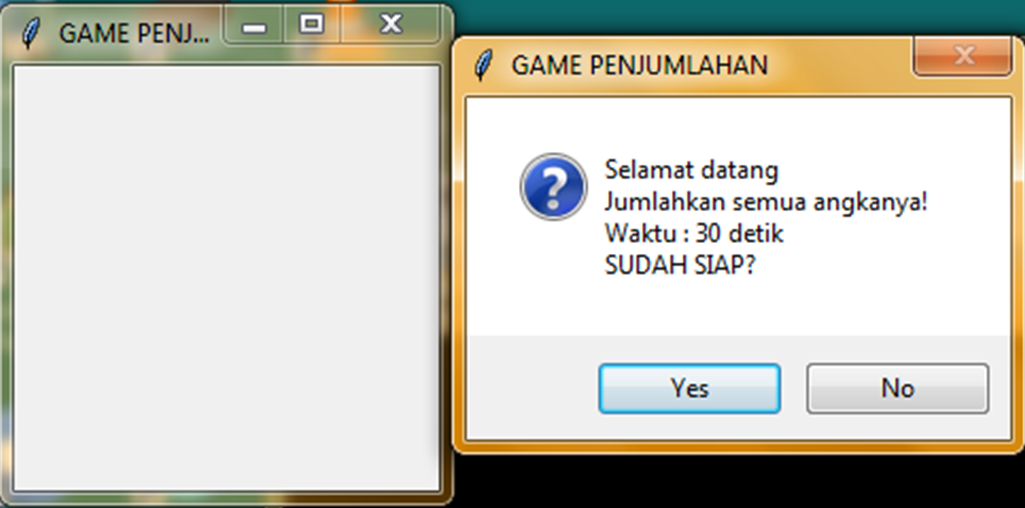 GAME PENJ...
GAME PENJUMLAHAN
Selamat datang
Jumlahkan semua angkanya!
Waktu : 30 detik
SUDAH SIAP?
Yes
No